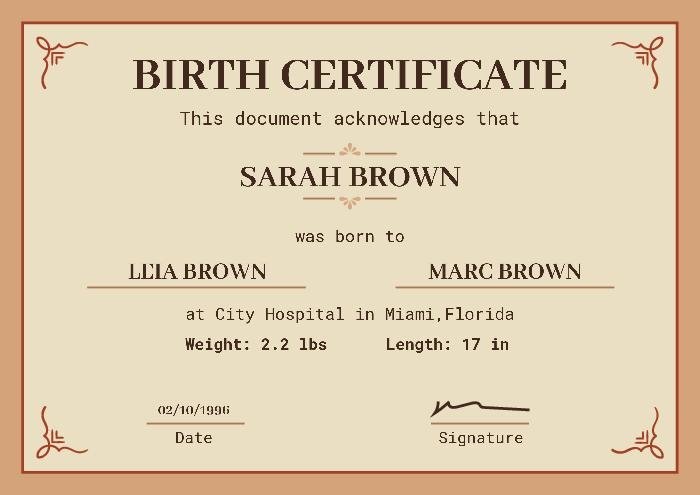 BIRTH CERTIFICATE
This document acknowledges that
SARAH BROWN
was born to
LEIA BROWN MARC BROWN
at City Hospital in Miami,Florida
Weight: 2.2 lbs Length: 17 in
02/10/1996
Date Signature